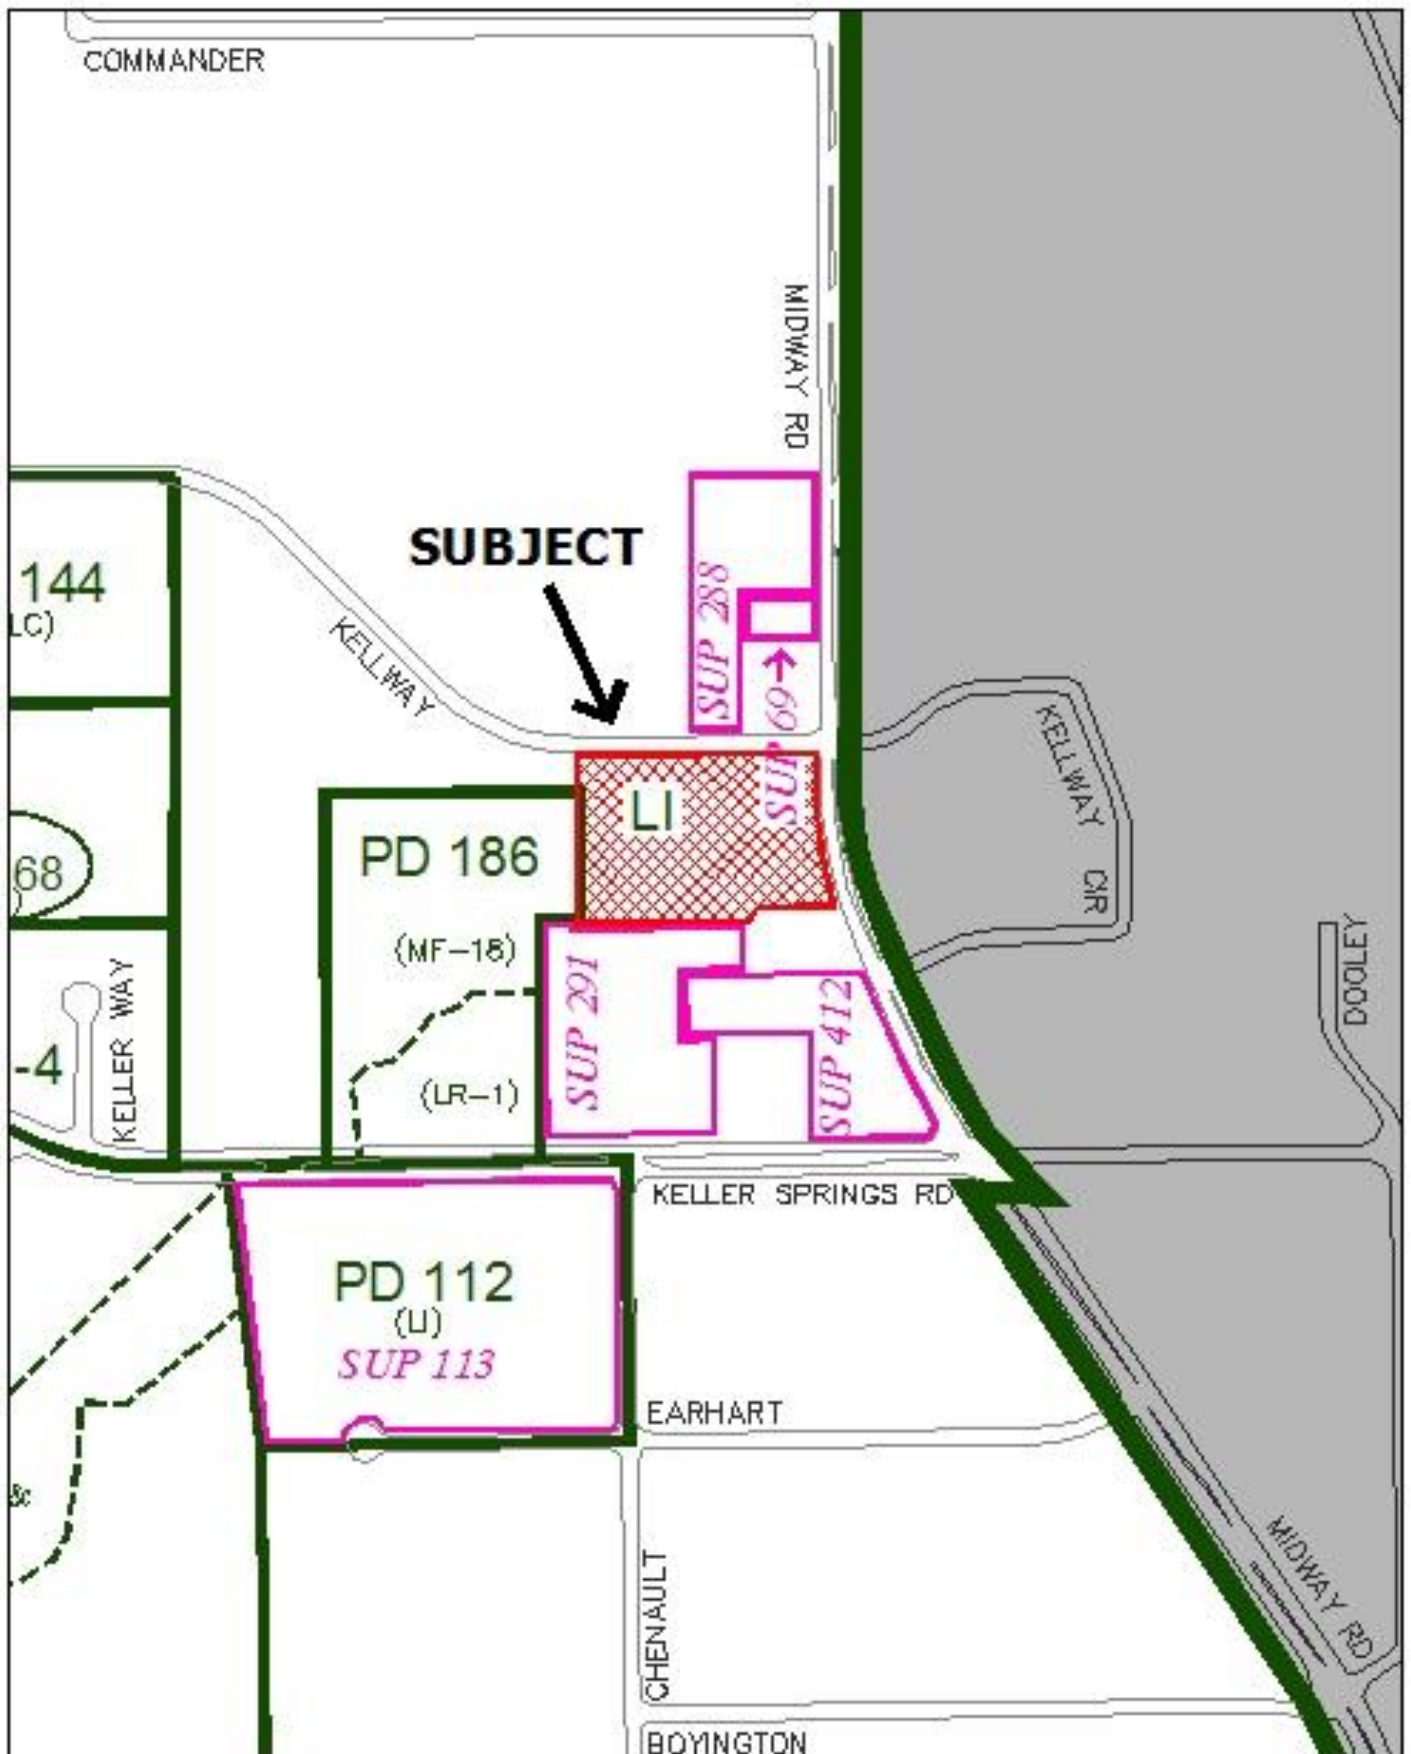 COMMANDER
MIDWAY RD
SUBJECT
144
LC)
SUP 288
KELLWAY
SUP 69
KELLWAY CIR
LI
PD 186
68
)
(MF-18)
DOOLEY
SUP 291
SUP 412
KELLER WAY
-4
(LR-1)
KELLER SPRINGS RD
PD 112
(LI)
SUP 113
EARHART
&
MIDWAY RD
CHENAULT
BOYINGTON